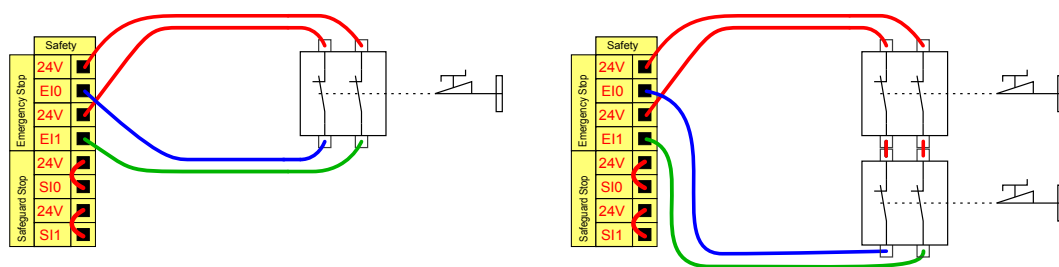 Safety
Emergency Stop
24V
EI0
24V
EI1
Safeguard Stop
24V
SI0
24V
SI1
Safety
Emergency Stop
24V
EI0
24V
EI1
Safeguard Stop
24V
SI0
24V
SI1